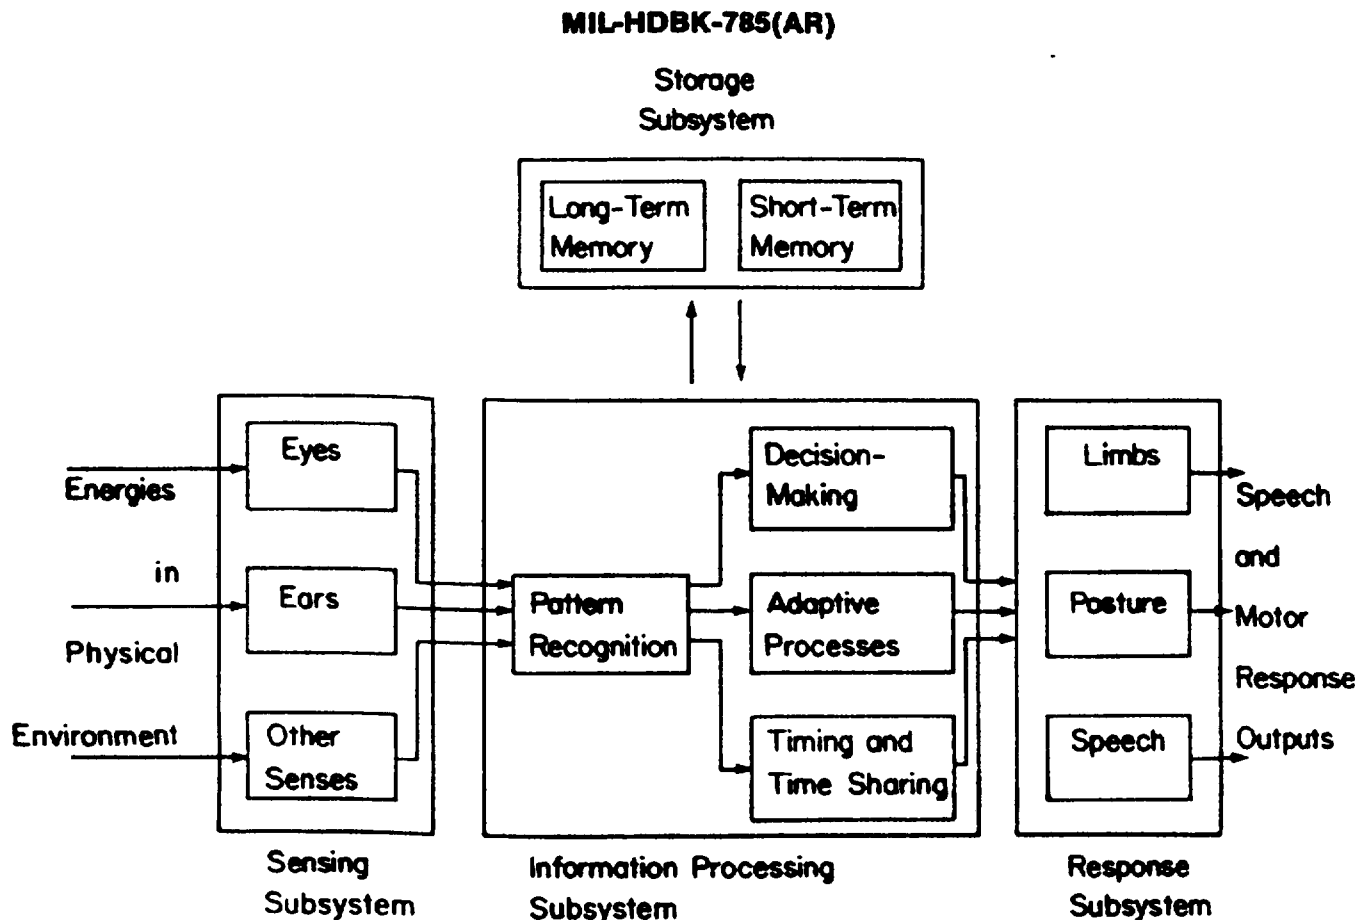 MIL-HDBK-785(AR)
Storage
Subsystem
Long-Term
Memory
Short-Term
Memory
Energies
in
Physical
Environment
Eyes
Ears
Other
Senses
Sensing
Subsystem
Pattern
Recognition
Decision-
Making
Adaptive
Processes
Timing and
Time Sharing
Information Processing
Subsystem
Limbs
Posture
Speech
Response
Subsystem
Speech
and
Motor
Response
Outputs